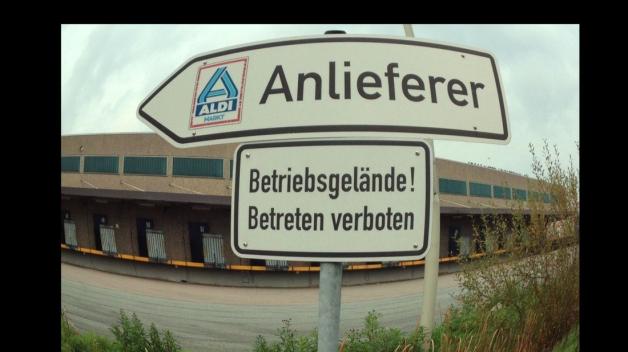 ALDI
MARKT
Anlieferer
Betriebsgelände!
Betreten verboten